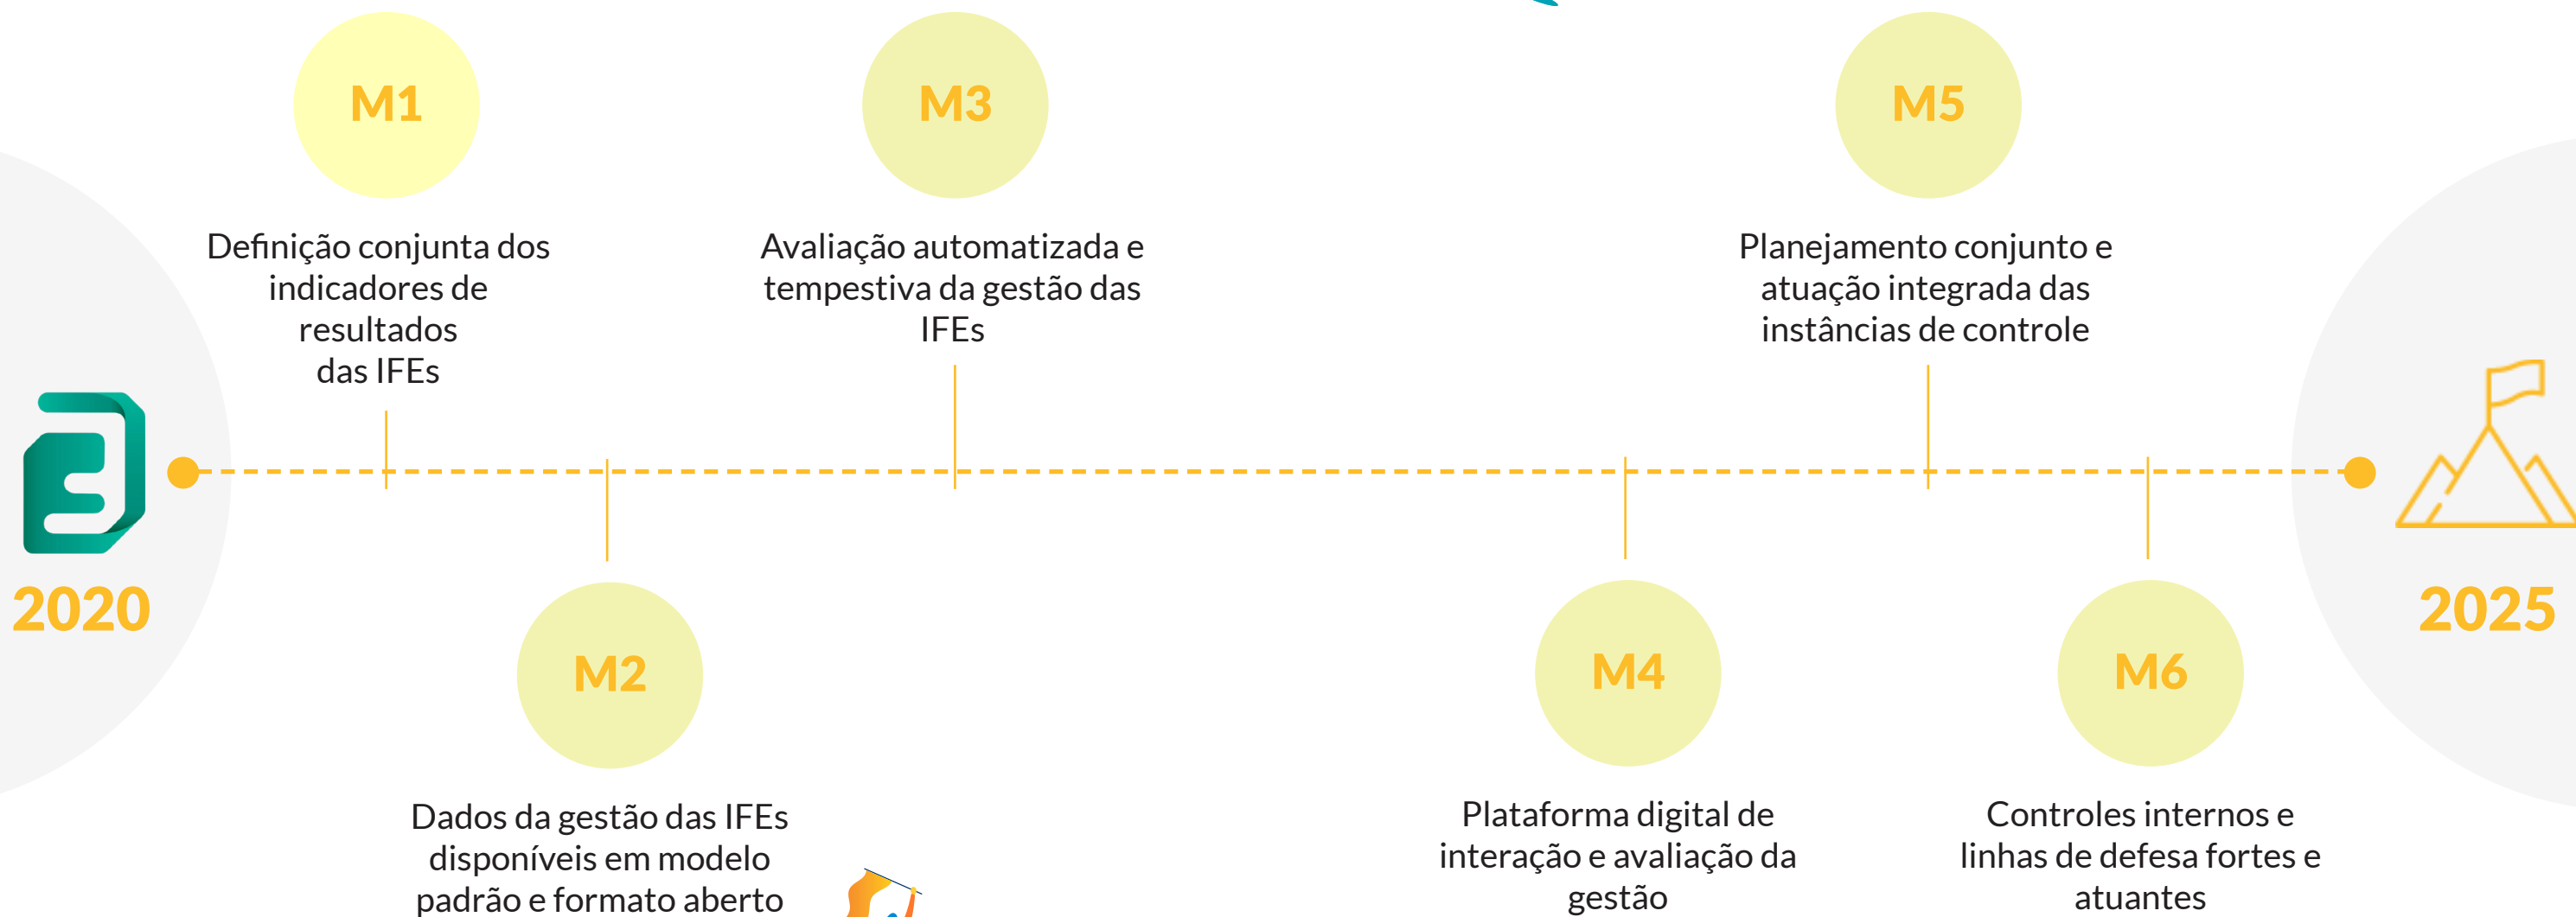 M1
Definição conjunta dos
indicadores de
resultados
das IFEs
M3
Avaliação automatizada e
tempestiva da gestão das
IFEs
M5
Planejamento conjunto e
atuação integrada das
instâncias de controle
2020
2025
M2
Dados da gestão das IFEs
disponíveis em modelo
padrão e formato aberto
M4
Plataforma digital de
interação e avaliação da
gestão
M6
Controles internos e
linhas de defesa fortes e
atuantes